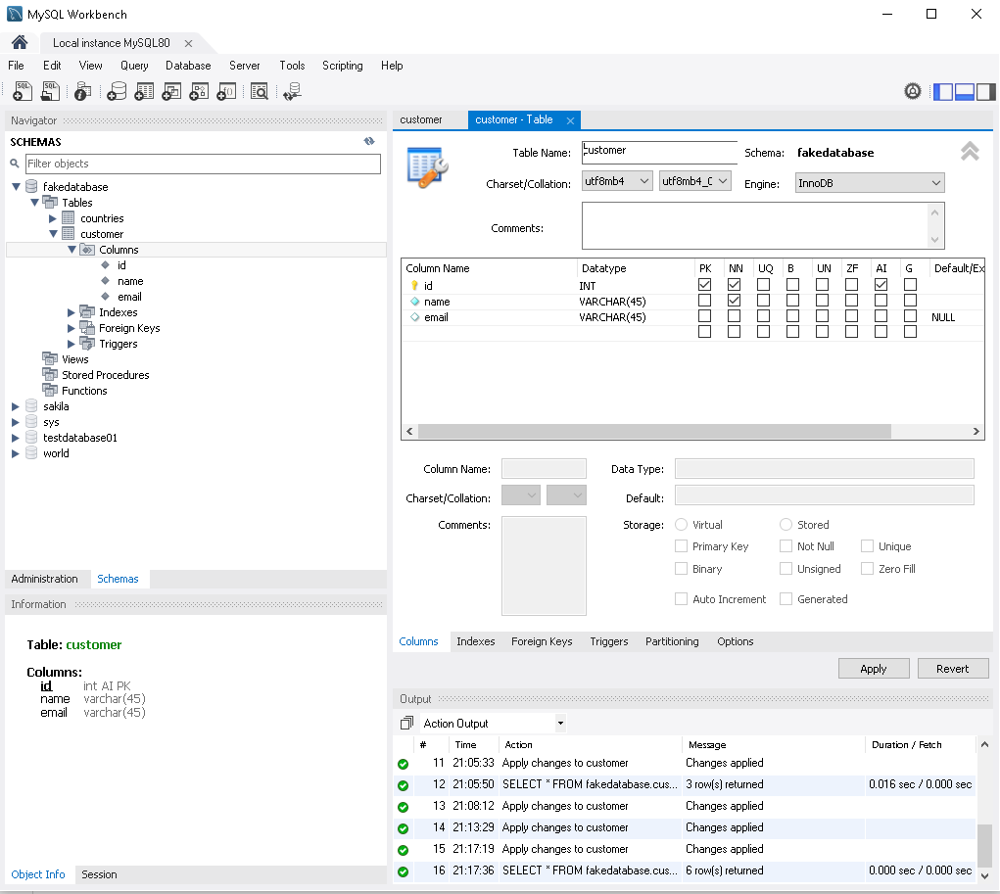 MySQL Workbench
Local instance MySQL80
File Edit View Query Database Server Tools Scripting Help
Navigator
SCHEMAS
Filter objects
fakedatabase
Tables
countries
customer
Columns
id
name
email
Indexes
Foreign Keys
Triggers
Views
Stored Procedures
Functions
sakila
sys
testdatabase01
world
Administration Schemas
Information
Table: customer
Columns:
id int AI PK
name varchar(45)
email varchar(45)
Object Info Session
customer customer - Table
Table Name: customer Schema: fakedatabase
Charset/Collation: utf8mb4 Engine: InnoDB
Comments:
Column Name Datatype PK NN UQ B UN ZF AI G Default/Ex
id INT
name VARCHAR(45)
email VARCHAR(45) NULL
Column Name: Data Type:
Charset/Collation: Default:
Comments: Storage: Virtual Stored
Primary Key Not Null Unique
Binary Unsigned Zero Fill
Auto Increment Generated
Columns Indexes Foreign Keys Triggers Partitioning Options
Apply Revert
Output
Action Output
# Time Action Message Duration / Fetch
11 21:05:33 Apply changes to customer Changes applied
12 21:05:50 SELECT * FROM fakedatabase.cus... 3 row(s) returned 0.016 sec / 0.000 sec
13 21:08:12 Apply changes to customer Changes applied
14 21:13:29 Apply changes to customer Changes applied
15 21:17:19 Apply changes to customer Changes applied
16 21:17:36 SELECT * FROM fakedatabase.cus... 6 row(s) returned 0.000 sec / 0.000 sec